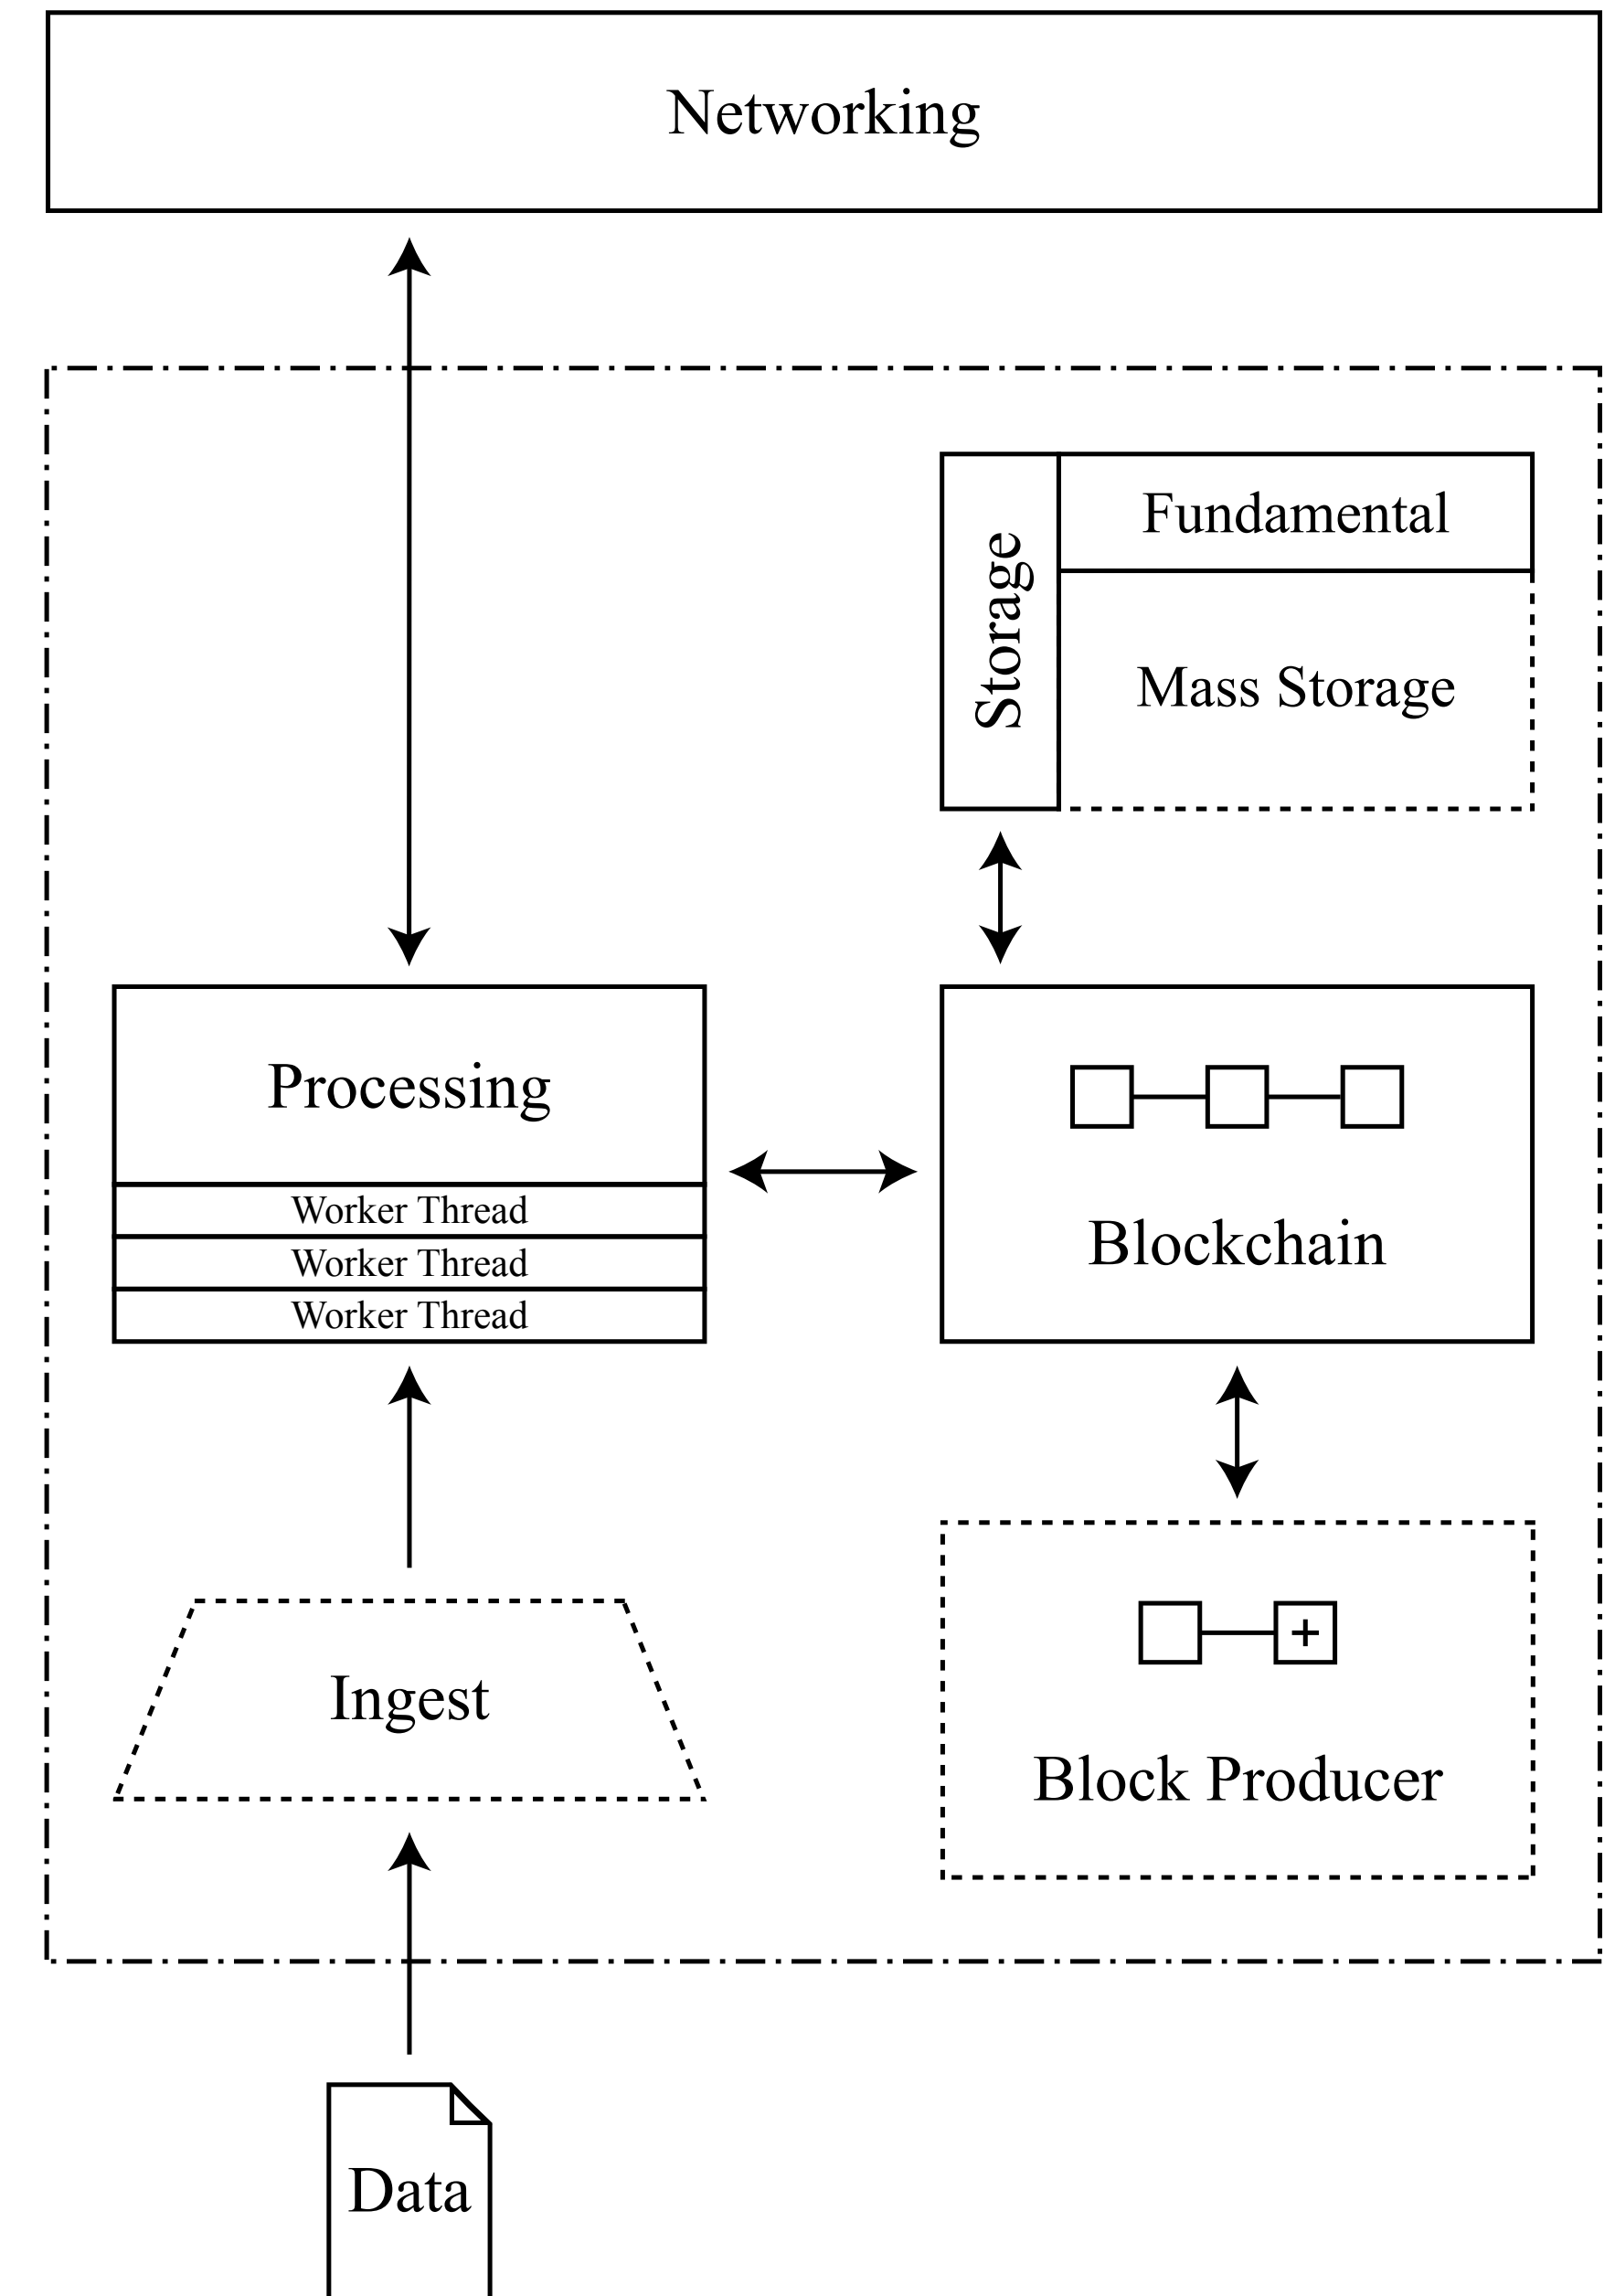 Networking
Fundamental
Storage
Mass Storage
Processing
Worker Thread
Worker Thread
Worker Thread
Blockchain
Ingest
Block Producer
Data